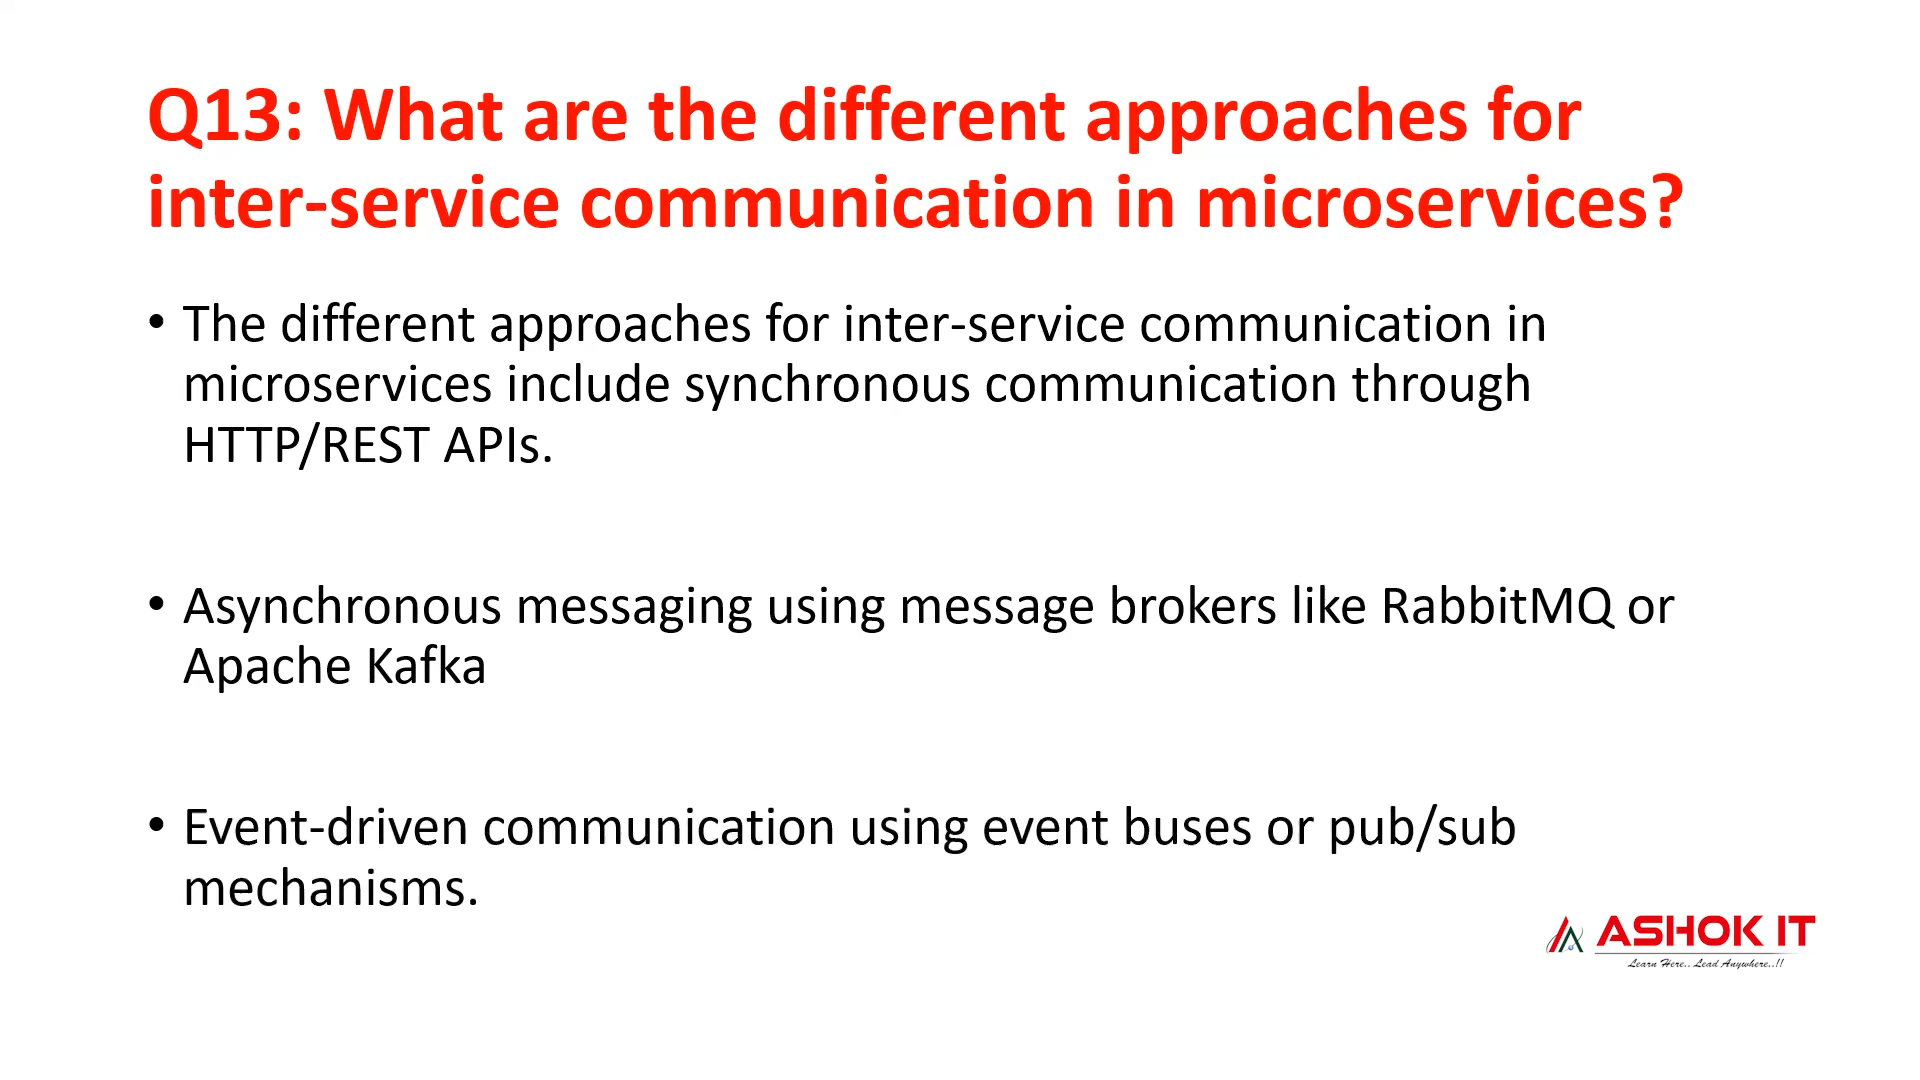 Q13: What are the different approaches for
inter-service communication in microservices?
• The different approaches for inter-service communication in
microservices include synchronous communication through
HTTP/REST APIs.
• Asynchronous messaging using message brokers like RabbitMQ or
Apache Kafka
• Event-driven communication using event buses or pub/sub
mechanisms.
ASHOK IT
Learn Here.. Lead Anywhere..!!